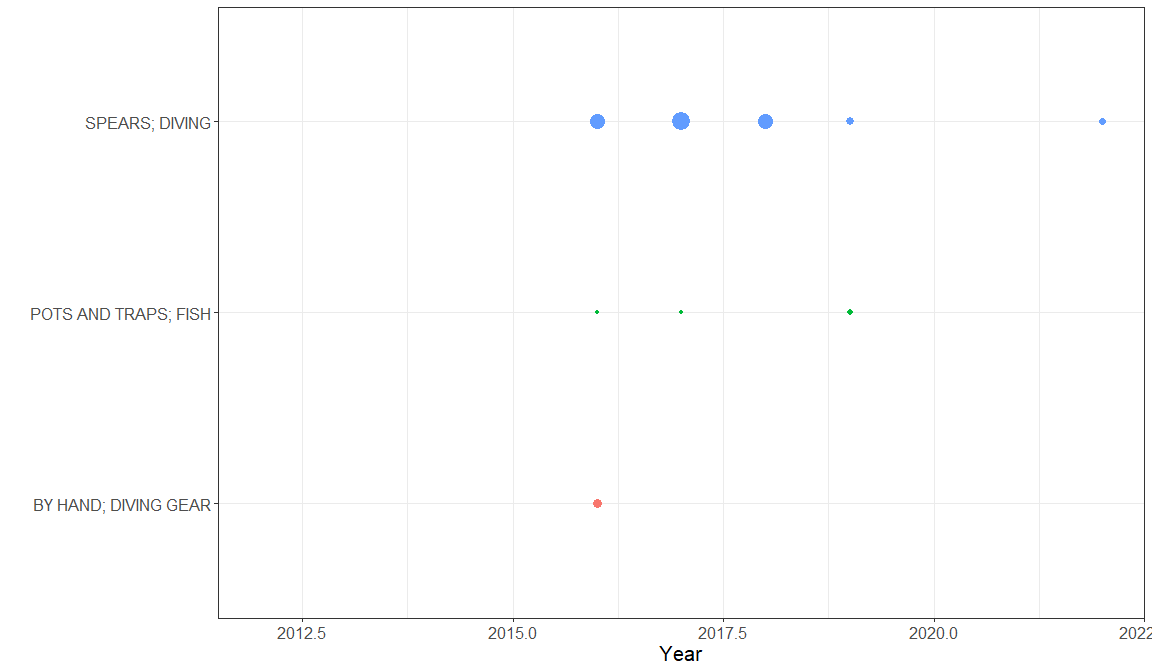 SPEARS; DIVING
POTS AND TRAPS; FISH
BY HAND; DIVING GEAR
2012.5 2015.0 2017.5 2020.0 2022
Year